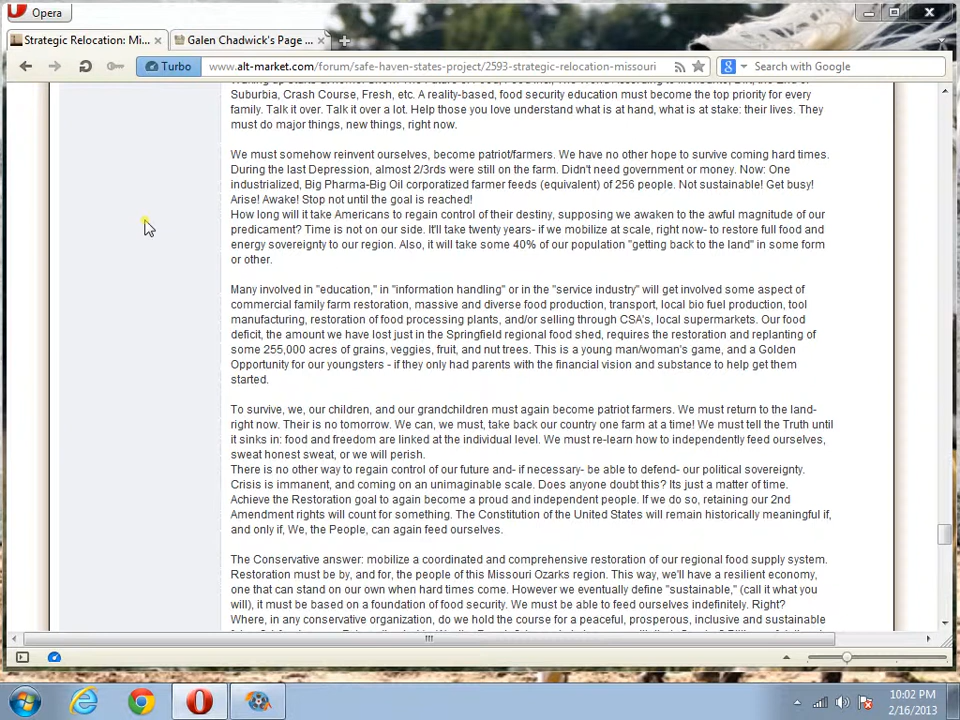 Opera
Strategic Relocation: Mi...
Galen Chadwick's Page ...
Turbo
www.alt-market.com/forum/safe-haven-states-project/2593-strategic-relocation-missouri
Search with Google
Suburbia, Crash Course, Fresh, etc. A reality-based, food security education must become the top priority for every
family. Talk it over. Talk it over a lot. Help those you love understand what is at hand, what is at stake: their lives. They
must do major things, new things, right now.
We must somehow reinvent ourselves, become patriot/farmers. We have no other hope to survive coming hard times.
During the last Depression, almost 2/3rds were still on the farm. Didn't need government or money. Now: One
industrialized, Big Pharma-Big Oil corporatized farmer feeds (equivalent) of 256 people. Not sustainable! Get busy!
Arise! Awake! Stop not until the goal is reached!
How long will it take Americans to regain control of their destiny, supposing we awaken to the awful magnitude of our
predicament? Time is not on our side. It'll take twenty years- if we mobilize at scale, right now- to restore full food and
energy sovereignty to our region. Also, it will take some 40% of our population "getting back to the land" in some form
or other.
Many involved in "education," in "information handling" or in the "service industry" will get involved some aspect of
commercial family farm restoration, massive and diverse food production, transport, local bio fuel production, tool
manufacturing, restoration of food processing plants, and/or selling through CSA's, local supermarkets. Our food
deficit, the amount we have lost just in the Springfield regional food shed, requires the restoration and replanting of
some 255,000 acres of grains, veggies, fruit, and nut trees. This is a young man/woman's game, and a Golden
Opportunity for our youngsters - if they only had parents with the financial vision and substance to help get them
started.
To survive, we, our children, and our grandchildren must again become patriot farmers. We must return to the land-
right now. Their is no tomorrow. We can, we must, take back our country one farm at a time! We must tell the Truth until
it sinks in: food and freedom are linked at the individual level. We must re-learn how to independently feed ourselves,
sweat honest sweat, or we will perish.
There is no other way to regain control of our future and- if necessary- be able to defend- our political sovereignty.
Crisis is immanent, and coming on an unimaginable scale. Does anyone doubt this? Its just a matter of time.
Achieve the Restoration goal to again become a proud and independent people. If we do so, retaining our 2nd
Amendment rights will count for something. The Constitution of the United States will remain historically meaningful if,
and only if, We, the People, can again feed ourselves.
The Conservative answer: mobilize a coordinated and comprehensive restoration of our regional food supply system.
Restoration must be by, and for, the people of this Missouri Ozarks region. This way, we'll have a resilient economy,
one that can stand on our own when hard times come. However we eventually define "sustainable," (call it what you
will), it must be based on a foundation of food security. We must be able to feed ourselves indefinitely. Right?
Where, in any conservative organization, do we hold the course for a peaceful, prosperous, inclusive and sustainable
10:02 PM
2/16/2013